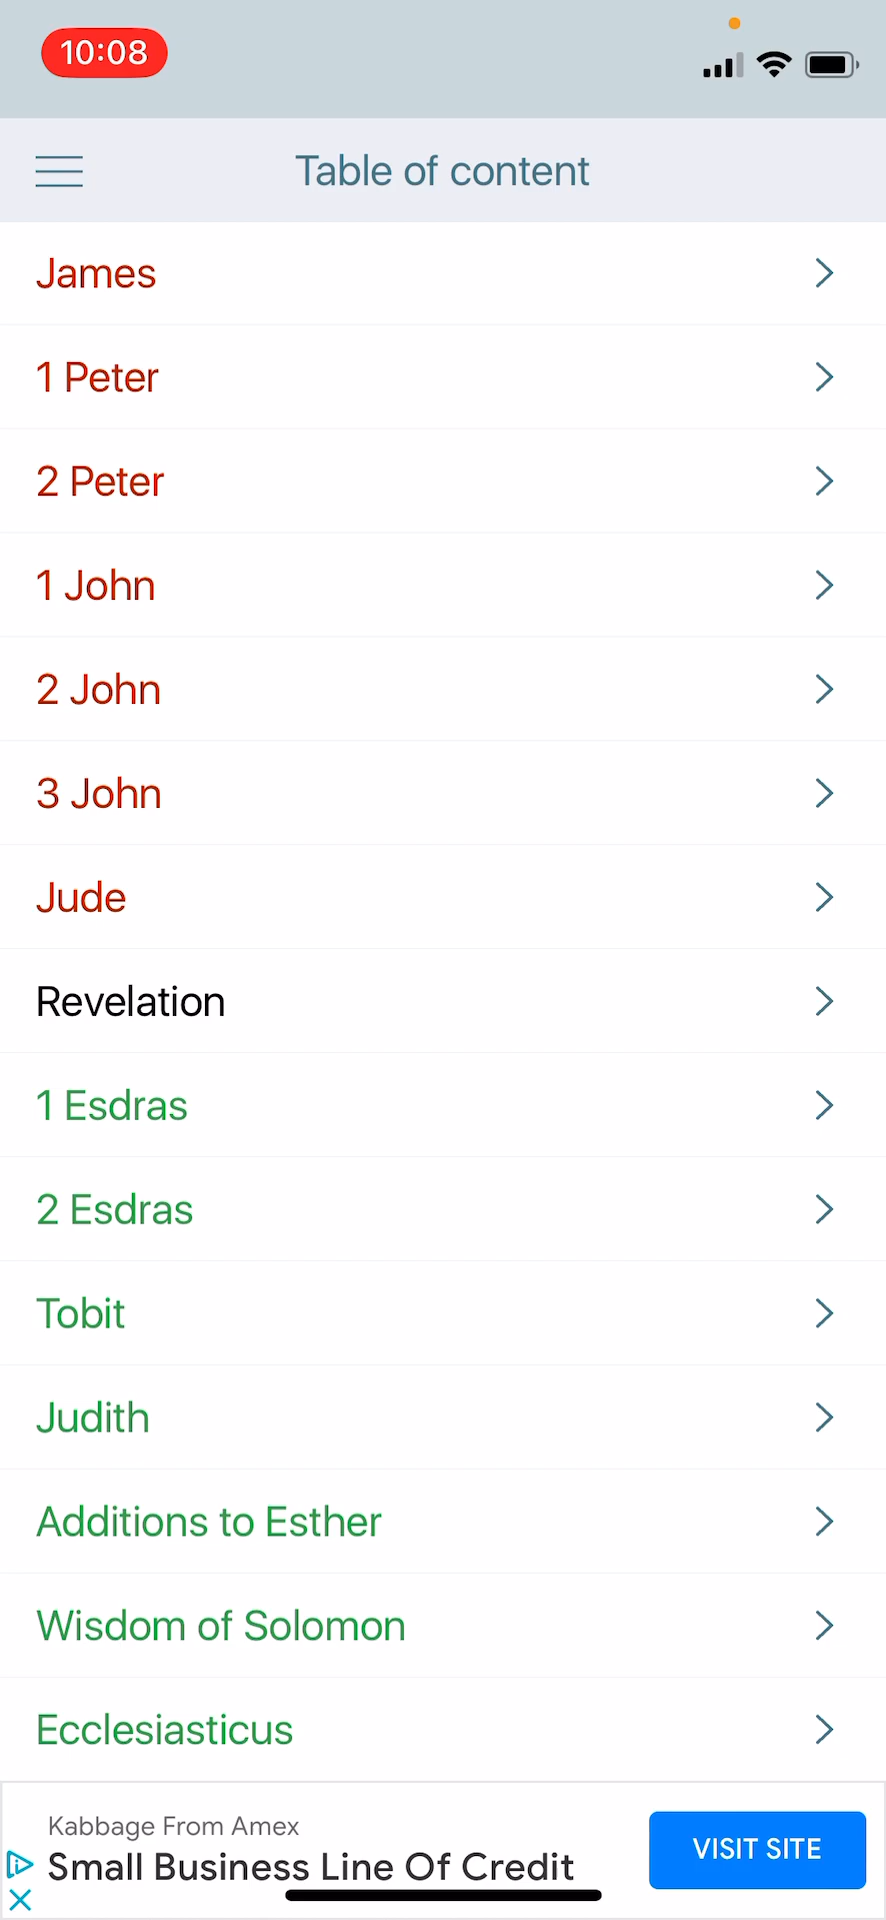 10:08
Table of content
James
1 Peter
2 Peter
1 John
2 John
3 John
Jude
Revelation
1 Esdras
2 Esdras
Tobit
Judith
Additions to Esther
Wisdom of Solomon
Ecclesiasticus
Kabbage From Amex
Small Business Line Of Credit
VISIT SITE